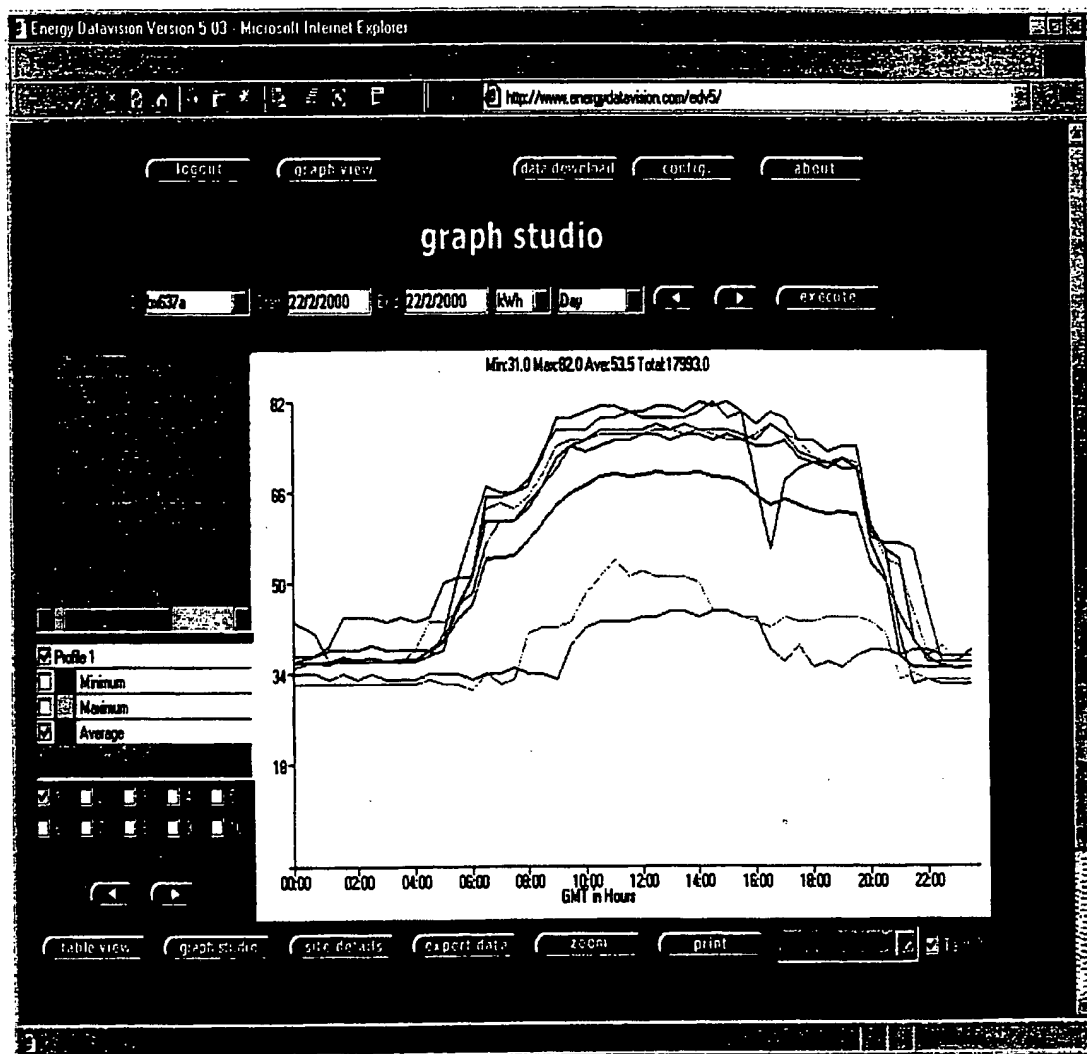 Energy Datavision Version 5.03 - Microsoft Internet Explorer
http://www.energydatavision.com/edv5/
logout graph view data download config. about
graph studio
22/2/2000 22/2/2000 kWh Day execute
Min:31.0 Max:82.0 Ave:53.5 Total:17993.0
82
66
50
34
18
00:00 02:00 04:00 06:00 08:00 10:00 12:00 14:00 16:00 18:00 20:00 22:00
GMT in Hours
Profile 1
Minimum
Maximum
Average
table view graph studio site details expert data zoom print